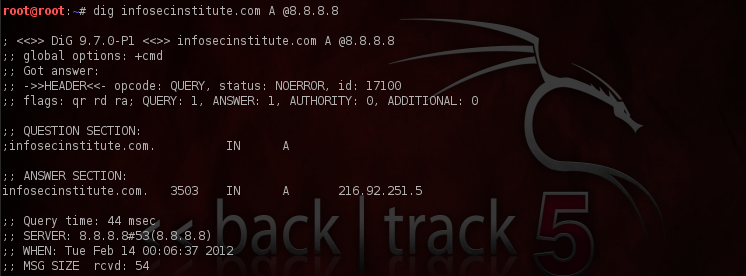 root@root:~# dig infosecinstitute.com A @8.8.8.8
; <<>> DiG 9.7.0-P1 <<>> infosecinstitute.com A @8.8.8.8
;; global options: +cmd
;; Got answer:
;; ->>HEADER<<- opcode: QUERY, status: NOERROR, id: 17100
;; flags: qr rd ra; QUERY: 1, ANSWER: 1, AUTHORITY: 0, ADDITIONAL: 0
;; QUESTION SECTION:
;infosecinstitute.com. IN A
;; ANSWER SECTION:
infosecinstitute.com. 3503 IN A 216.92.251.5
;; Query time: 44 msec
;; SERVER: 8.8.8.8#53(8.8.8.8)
;; WHEN: Tue Feb 14 00:06:37 2012
;; MSG SIZE rcvd: 54
<< back | track 5